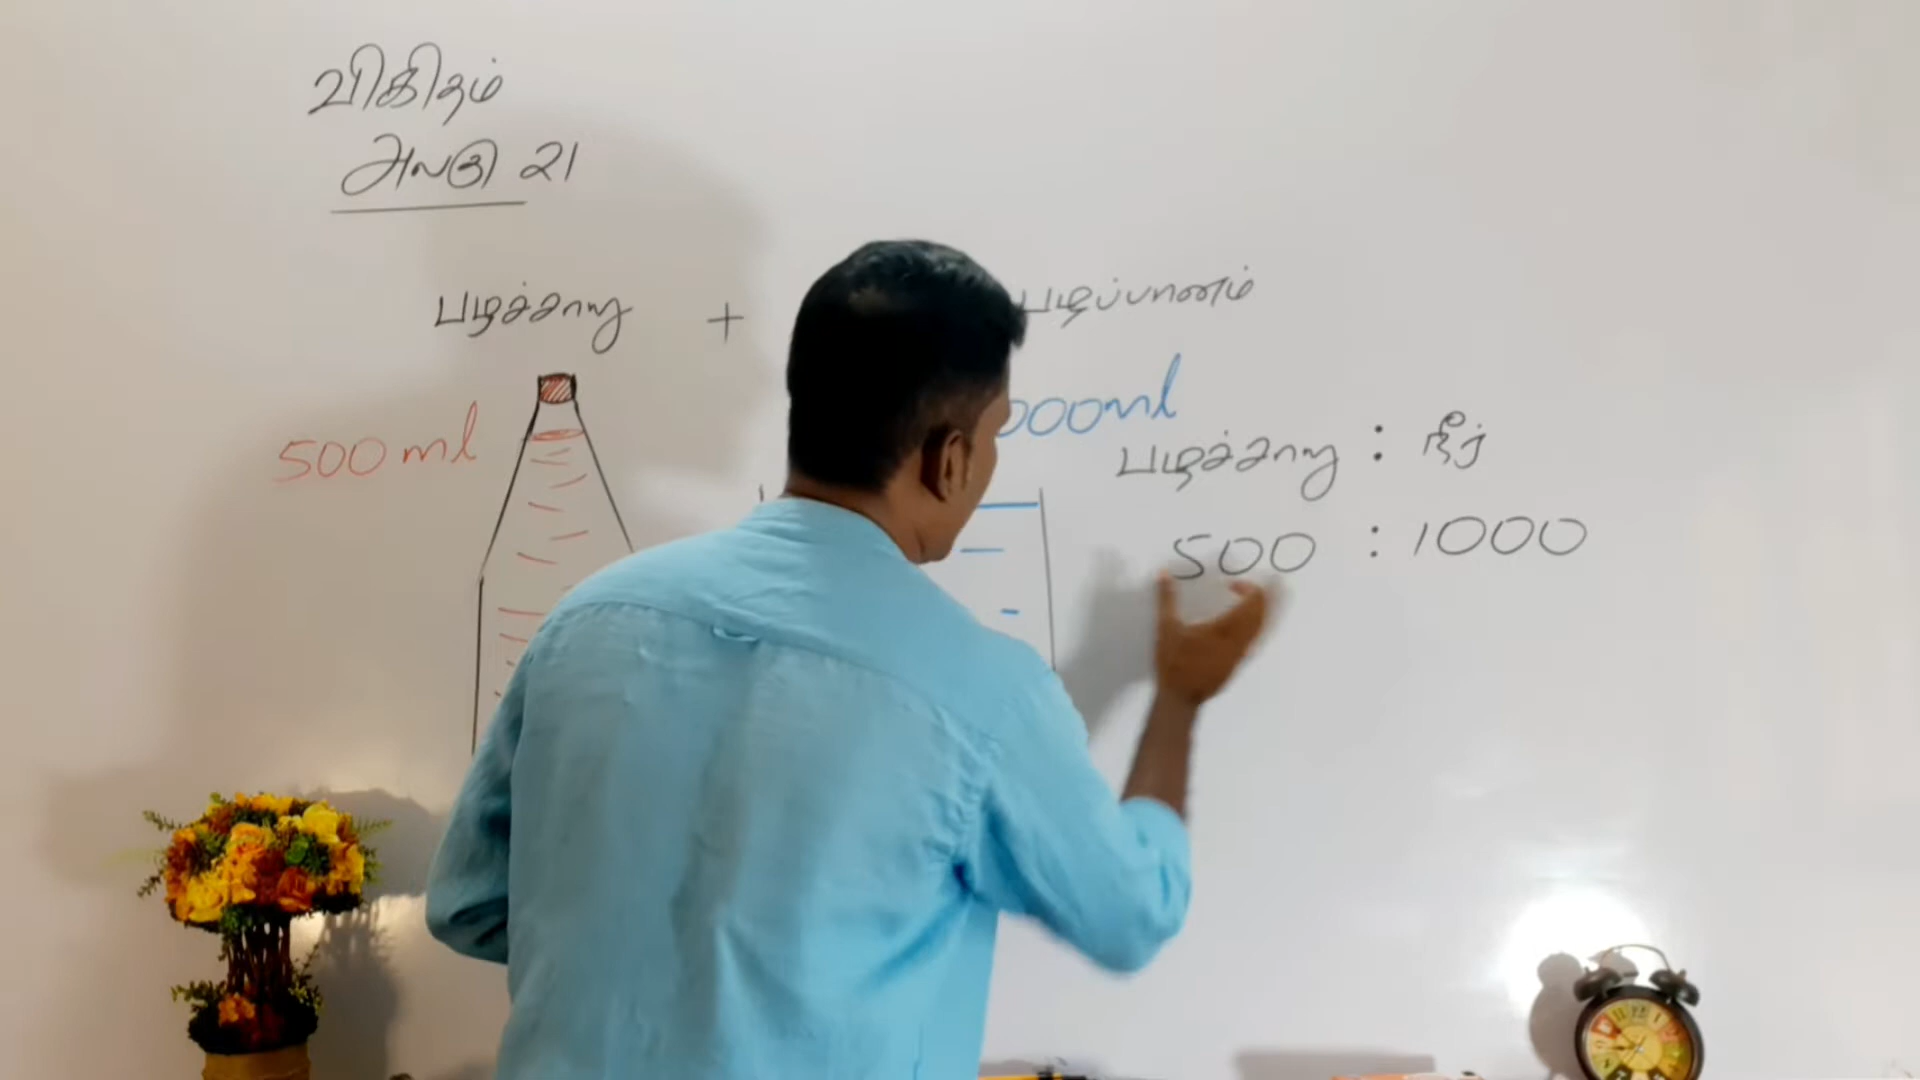 விகிதம்
அலகு 21
பழச்சாறு +
500 ml
000ml
பழச்சாறு : நீர்
500 : 1000